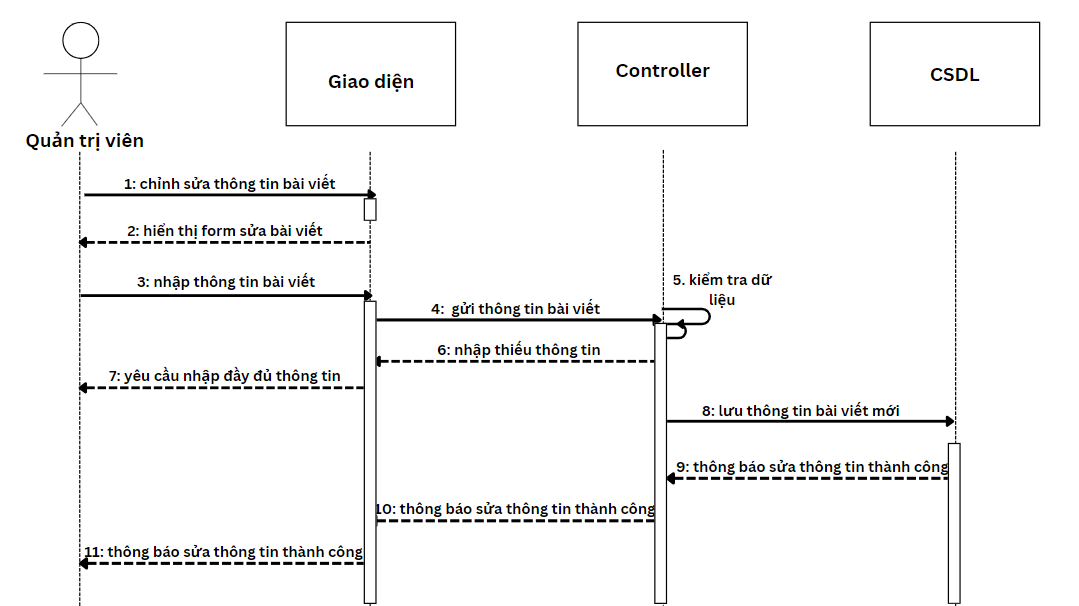 Giao diện
Controller
CSDL
Quản trị viên
1: chỉnh sửa thông tin bài viết
2: hiển thị form sửa bài viết
3: nhập thông tin bài viết
5. kiểm tra dữ
liệu
4:  gửi thông tin bài viết
6: nhập thiếu thông tin
7: yêu cầu nhập đầy đủ thông tin
8: lưu thông tin bài viết mới
9: thông báo sửa thông tin thành công
10: thông báo sửa thông tin thành công
11: thông báo sửa thông tin thành công